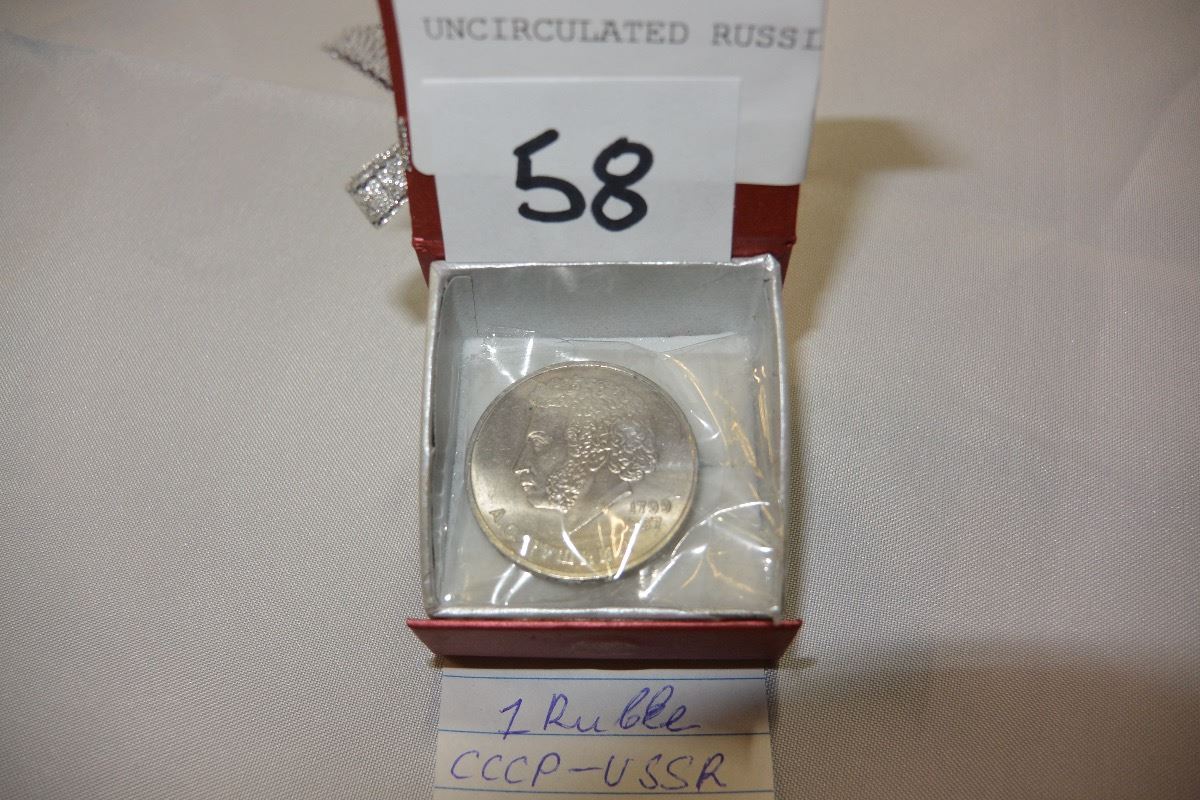 UNCIRCULATED RUSSI
58
1799
1 Ruble
CCCP-USSR